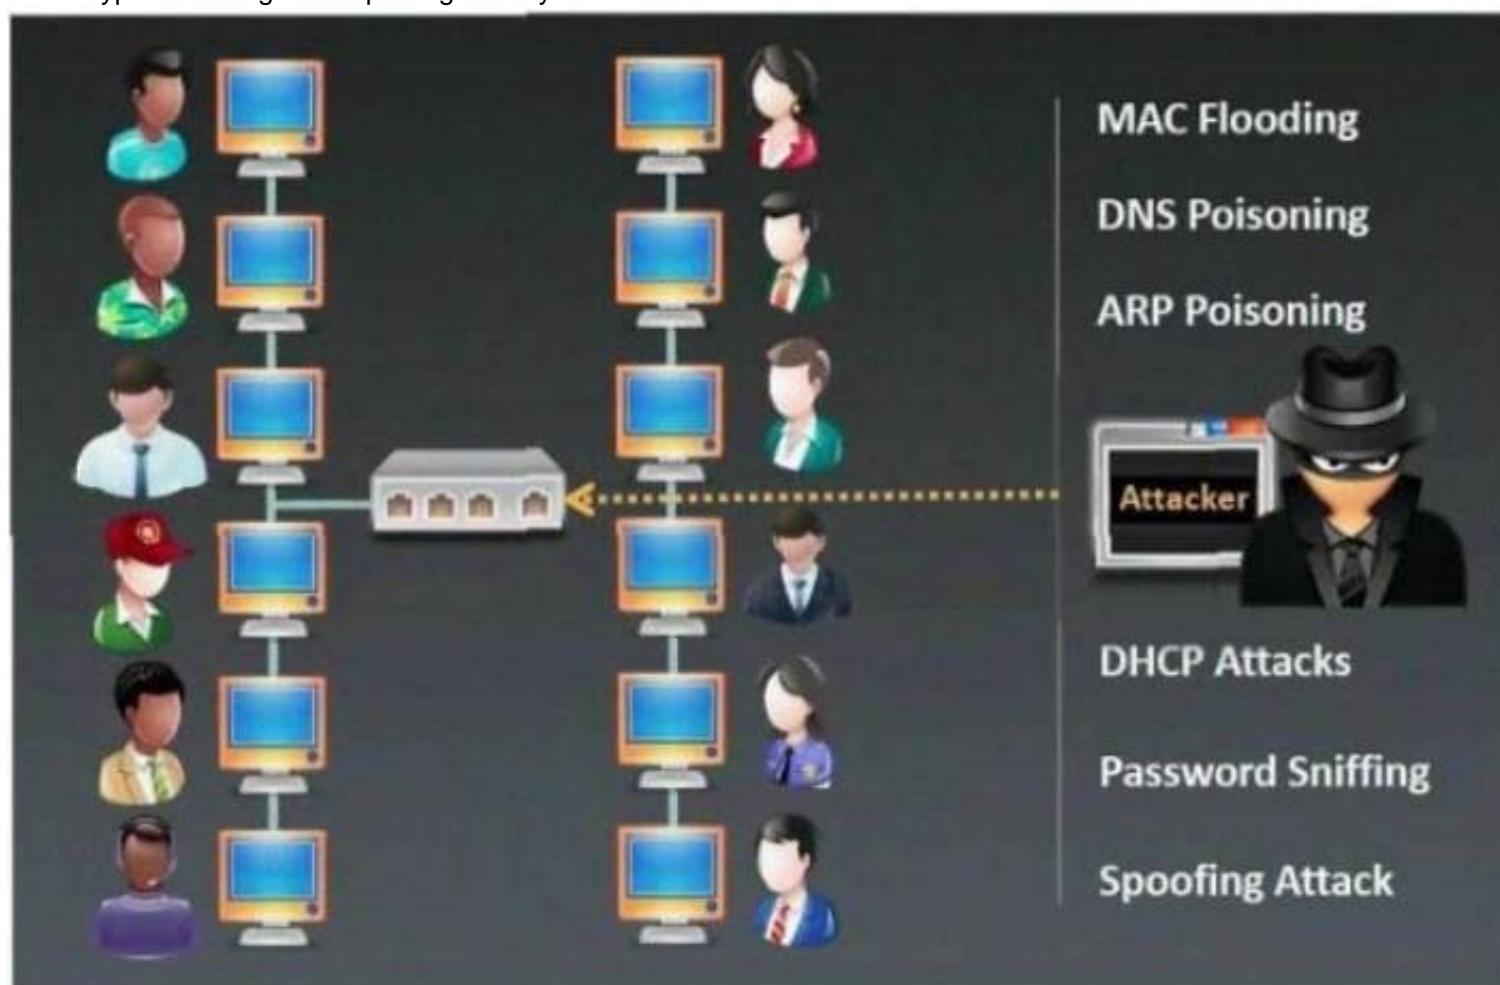 MAC Flooding
DNS Poisoning
ARP Poisoning
Attacker
DHCP Attacks
Password Sniffing
Spoofing Attack